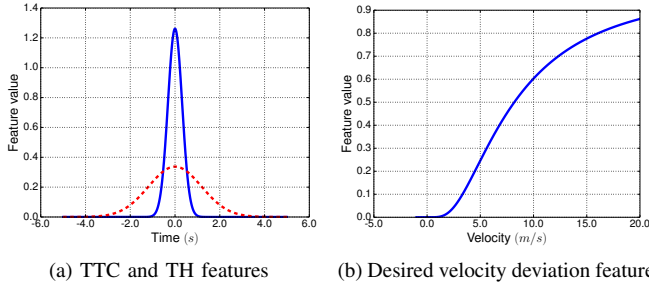 Feature value
1.4
1.2
1.0
0.8
0.6
0.4
0.2
0.0
-6.0 -4.0 -2.0 0.0 2.0 4.0 6.0
Time (s)
(a) TTC and TH features
Feature value
0.9
0.8
0.7
0.6
0.5
0.4
0.3
0.2
0.1
0.0
-5.0 0.0 5.0 10.0 15.0 20.0
Velocity (m/s)
(b) Desired velocity deviation feature